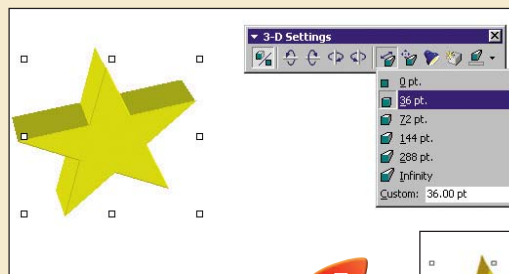 3-D Settings
0 pt.
36 pt.
72 pt.
144 pt.
288 pt.
Infinity
Custom: 36.00 pt